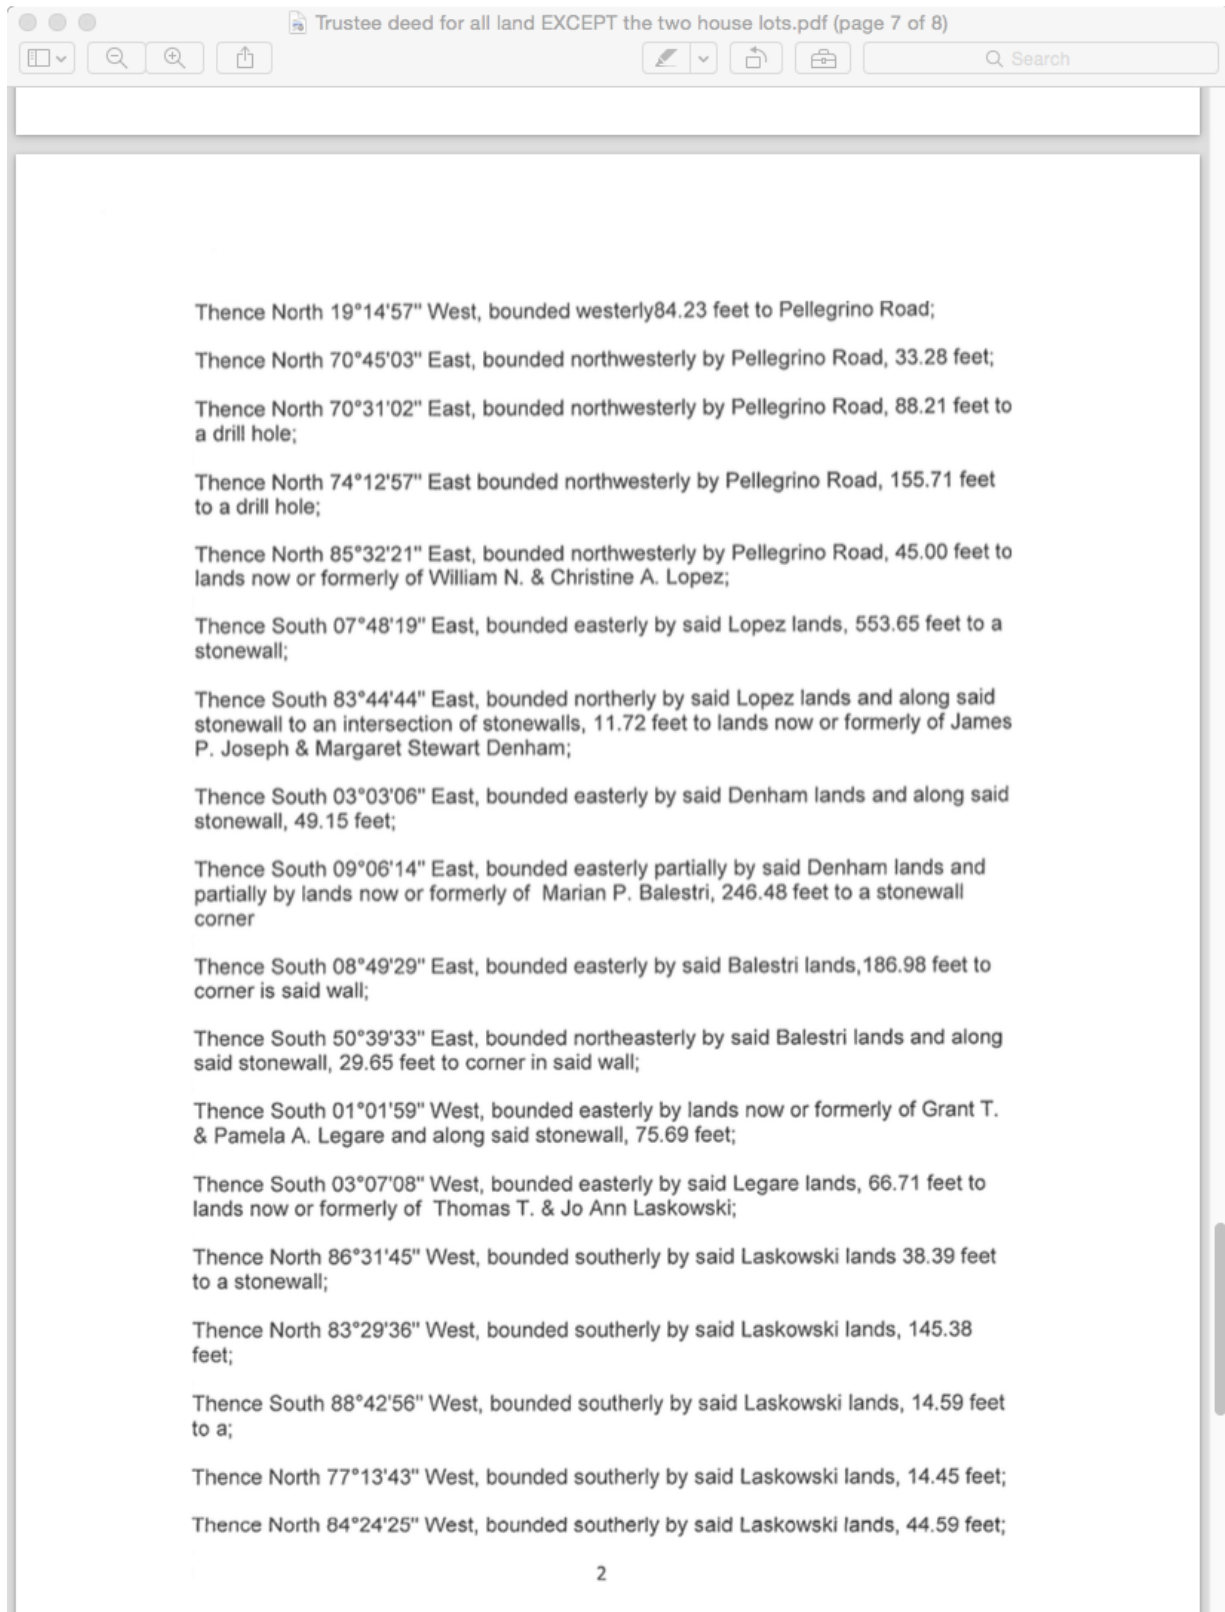 Trustee deed for all land EXCEPT the two house lots.pdf (page 7 of 8)
Search
Thence North 19°14'57" West, bounded westerly84.23 feet to Pellegrino Road;
Thence North 70°45'03" East, bounded northwesterly by Pellegrino Road, 33.28 feet;
Thence North 70°31'02" East, bounded northwesterly by Pellegrino Road, 88.21 feet to
a drill hole;
Thence North 74°12'57" East bounded northwesterly by Pellegrino Road, 155.71 feet
to a drill hole;
Thence North 85°32'21" East, bounded northwesterly by Pellegrino Road, 45.00 feet to
lands now or formerly of William N. & Christine A. Lopez;
Thence South 07°48'19" East, bounded easterly by said Lopez lands, 553.65 feet to a
stonewall;
Thence South 83°44'44" East, bounded northerly by said Lopez lands and along said
stonewall to an intersection of stonewalls, 11.72 feet to lands now or formerly of James
P. Joseph & Margaret Stewart Denham;
Thence South 03°03'06" East, bounded easterly by said Denham lands and along said
stonewall, 49.15 feet;
Thence South 09°06'14" East, bounded easterly partially by said Denham lands and
partially by lands now or formerly of Marian P. Balestri, 246.48 feet to a stonewall
corner
Thence South 08°49'29" East, bounded easterly by said Balestri lands,186.98 feet to
corner is said wall;
Thence South 50°39'33" East, bounded northeasterly by said Balestri lands and along
said stonewall, 29.65 feet to corner in said wall;
Thence South 01°01'59" West, bounded easterly by lands now or formerly of Grant T.
& Pamela A. Legare and along said stonewall, 75.69 feet;
Thence South 03°07'08" West, bounded easterly by said Legare lands, 66.71 feet to
lands now or formerly of Thomas T. & Jo Ann Laskowski;
Thence North 86°31'45" West, bounded southerly by said Laskowski lands 38.39 feet
to a stonewall;
Thence North 83°29'36" West, bounded southerly by said Laskowski lands, 145.38
feet;
Thence South 88°42'56" West, bounded southerly by said Laskowski lands, 14.59 feet
to a;
Thence North 77°13'43" West, bounded southerly by said Laskowski lands, 14.45 feet;
Thence North 84°24'25" West, bounded southerly by said Laskowski lands, 44.59 feet;
2